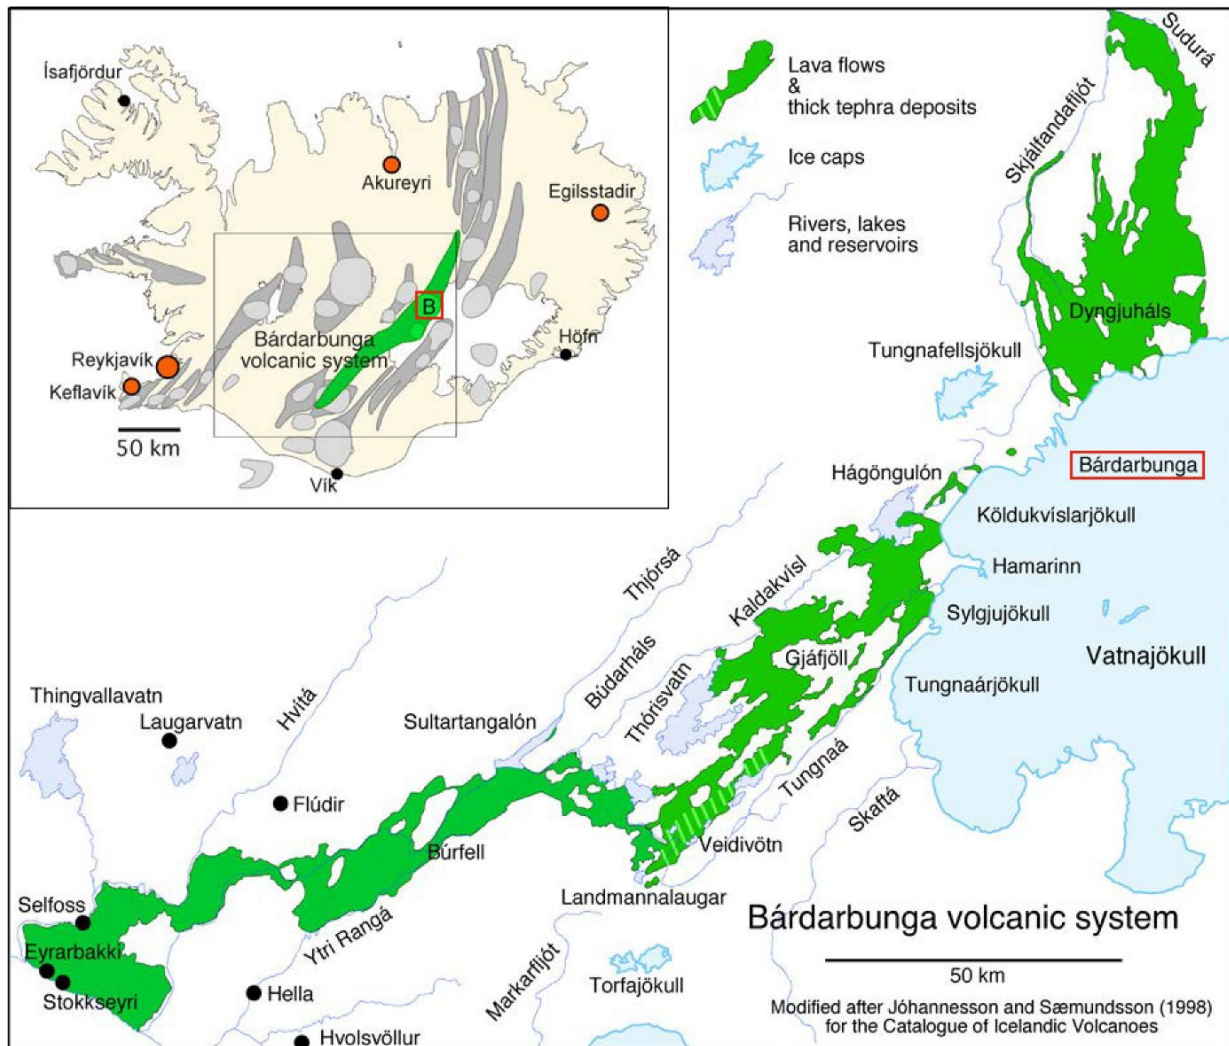 Ísafjördur
Akureyri
Egilsstadir
B
Bárdarbunga
volcanic system
Höfn
Reykjavík
Keflavík
50 km
Vík
Lava flows
&
thick tephra deposits
Ice caps
Rivers, lakes
and reservoirs
Sudurá
Skjálfandafljót
Dyngjuháls
Tungnafellsjökull
Bárdarbunga
Hágöngulón
Köldukvíslarjökull
Hamarinn
Sylgjujökull
Vatnajökull
Tungnaárjökull
Thjórsá
Kaldakvísl
Búdarháls
Gjáfjöll
Thórisvatn
Sultartangalón
Hvítá
Thingvallavatn
Laugarvatn
Flúdir
Tungnaá
Skaftá
Veidivötn
Búrfell
Landmannalaugar
Selfoss
Eyrarbakki
Stokkseyri
Ytri Rangá
Hella
Hvolsvöllur
Markarfljót
Torfajökull
Bárdarbunga volcanic system
50 km
Modified after Jóhannesson and Sæmundsson (1998)
for the Catalogue of Icelandic Volcanoes